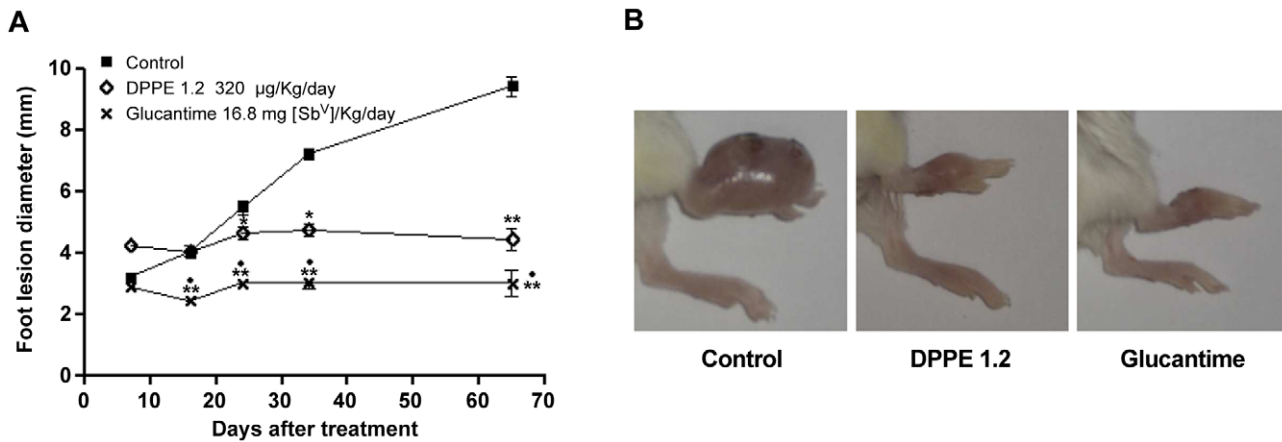 A
Control
DPPE 1.2 320 µg/Kg/day
Glucantime 16.8 mg [Sbⱽ]/Kg/day
Foot lesion diameter (mm)
10
8
6
4
2
0
* * **
** ** ** **
0 10 20 30 40 50 60 70
Days after treatment
B
Control DPPE 1.2 Glucantime